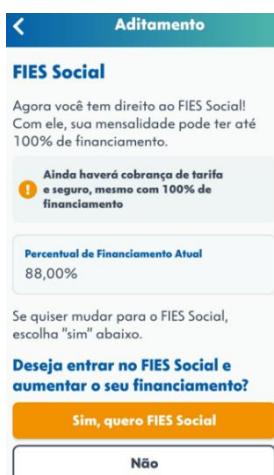 Aditamento
FIES Social
Agora você tem direito ao FIES Social!
Com ele, sua mensalidade pode ter até
100% de financiamento.
Ainda haverá cobrança de tarifa
e seguro, mesmo com 100% de
financiamento
Percentual de Financiamento Atual
88,00%
Se quiser mudar para o FIES Social,
escolha "sim" abaixo.
Deseja entrar no FIES Social e
aumentar o seu financiamento?
Sim, quero FIES Social
Não